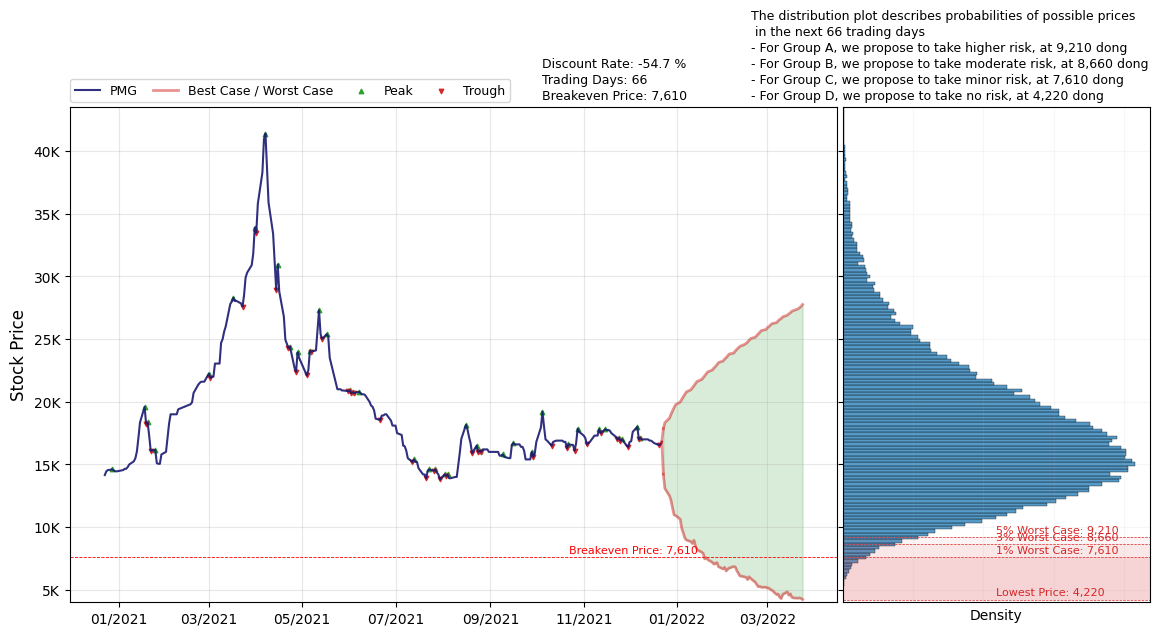 The distribution plot describes probabilities of possible prices
in the next 66 trading days
- For Group A, we propose to take higher risk, at 9,210 dong
- For Group B, we propose to take moderate risk, at 8,660 dong
- For Group C, we propose to take minor risk, at 7,610 dong
- For Group D, we propose to take no risk, at 4,220 dong
Discount Rate: -54.7 %
Trading Days: 66
Breakeven Price: 7,610
PMG
Best Case / Worst Case
Peak
Trough
Stock Price
40K
35K
30K
25K
20K
15K
10K
5K
Breakeven Price: 7,610
01/2021
03/2021
05/2021
07/2021
09/2021
11/2021
01/2022
03/2022
5% Worst Case: 9,210
3% Worst Case: 8,660
1% Worst Case: 7,610
Lowest Price: 4,220
Density